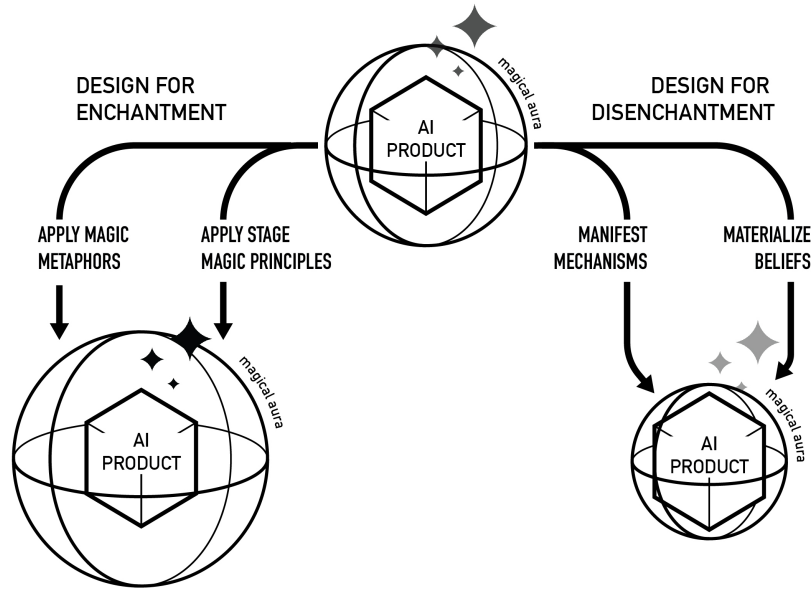 magical aura
AI
PRODUCT
DESIGN FOR
ENCHANTMENT
DESIGN FOR
DISENCHANTMENT
APPLY MAGIC
METAPHORS
APPLY STAGE
MAGIC PRINCIPLES
MANIFEST
MECHANISMS
MATERIALIZE
BELIEFS
magical aura
AI
PRODUCT
magical aura
AI
PRODUCT